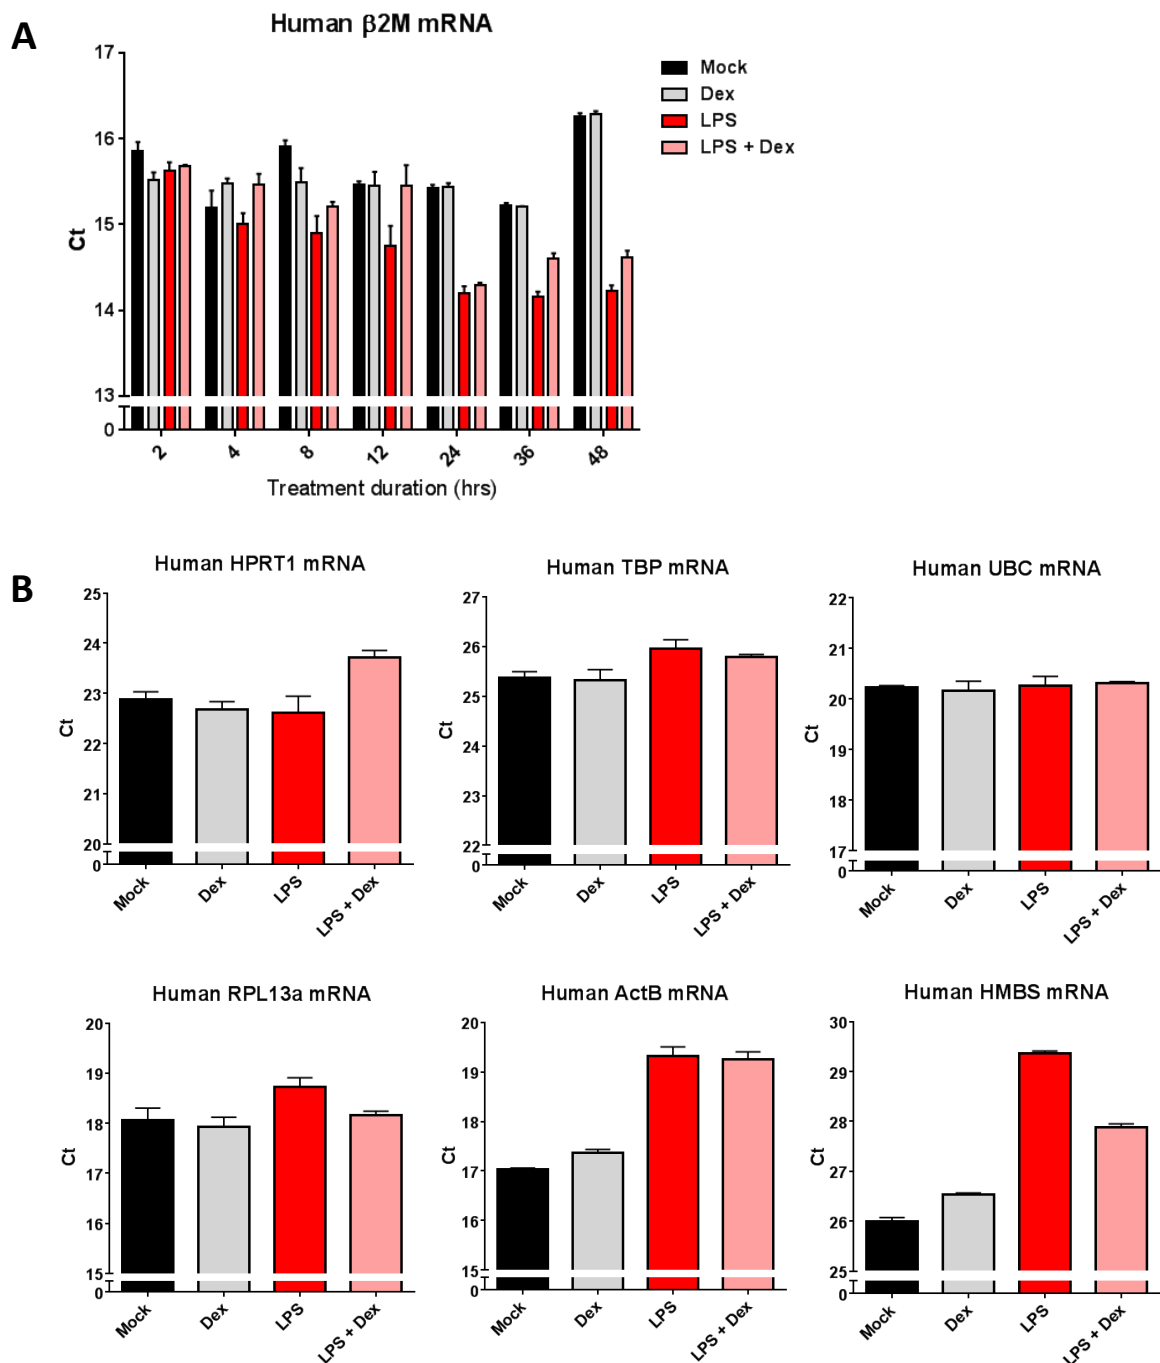 A
Human β2M mRNA
17
16
15
14
13
0
Ct
2
4
8
12
24
36
48
Treatment duration (hrs)
Mock
Dex
LPS
LPS + Dex
B
Human HPRT1 mRNA
25
24
23
22
21
20
0
Ct
Mock
Dex
LPS
LPS + Dex
Human TBP mRNA
27
26
25
24
23
22
0
Ct
Mock
Dex
LPS
LPS + Dex
Human UBC mRNA
22
21
20
19
18
17
0
Ct
Mock
Dex
LPS
LPS + Dex
Human RPL13a mRNA
20
19
18
17
16
15
0
Ct
Mock
Dex
LPS
LPS + Dex
Human ActB mRNA
20
19
18
17
16
15
0
Ct
Mock
Dex
LPS
LPS + Dex
Human HMBS mRNA
30
29
28
27
26
25
0
Ct
Mock
Dex
LPS
LPS + Dex